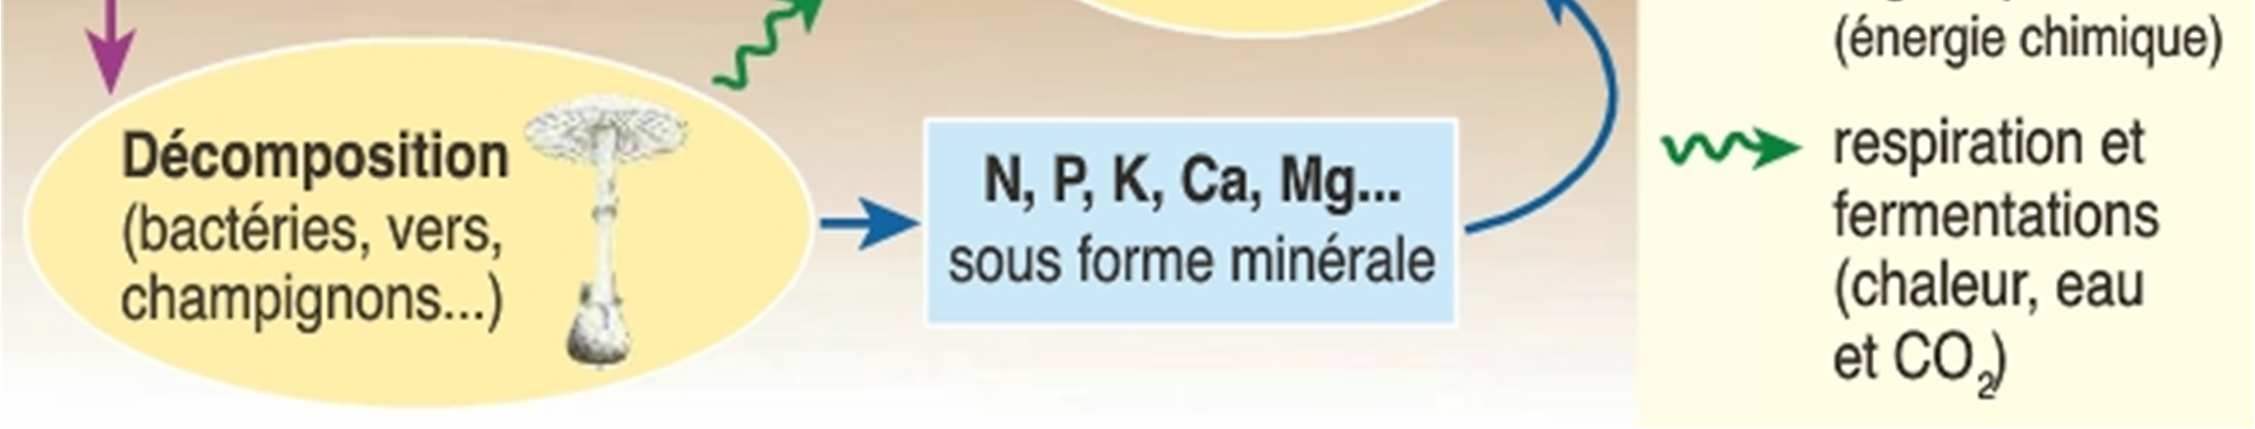 Décomposition
(bactéries, vers,
champignons...)
N, P, K, Ca, Mg...
sous forme minérale
(énergie chimique)
respiration et
fermentations
(chaleur, eau
et CO₂)